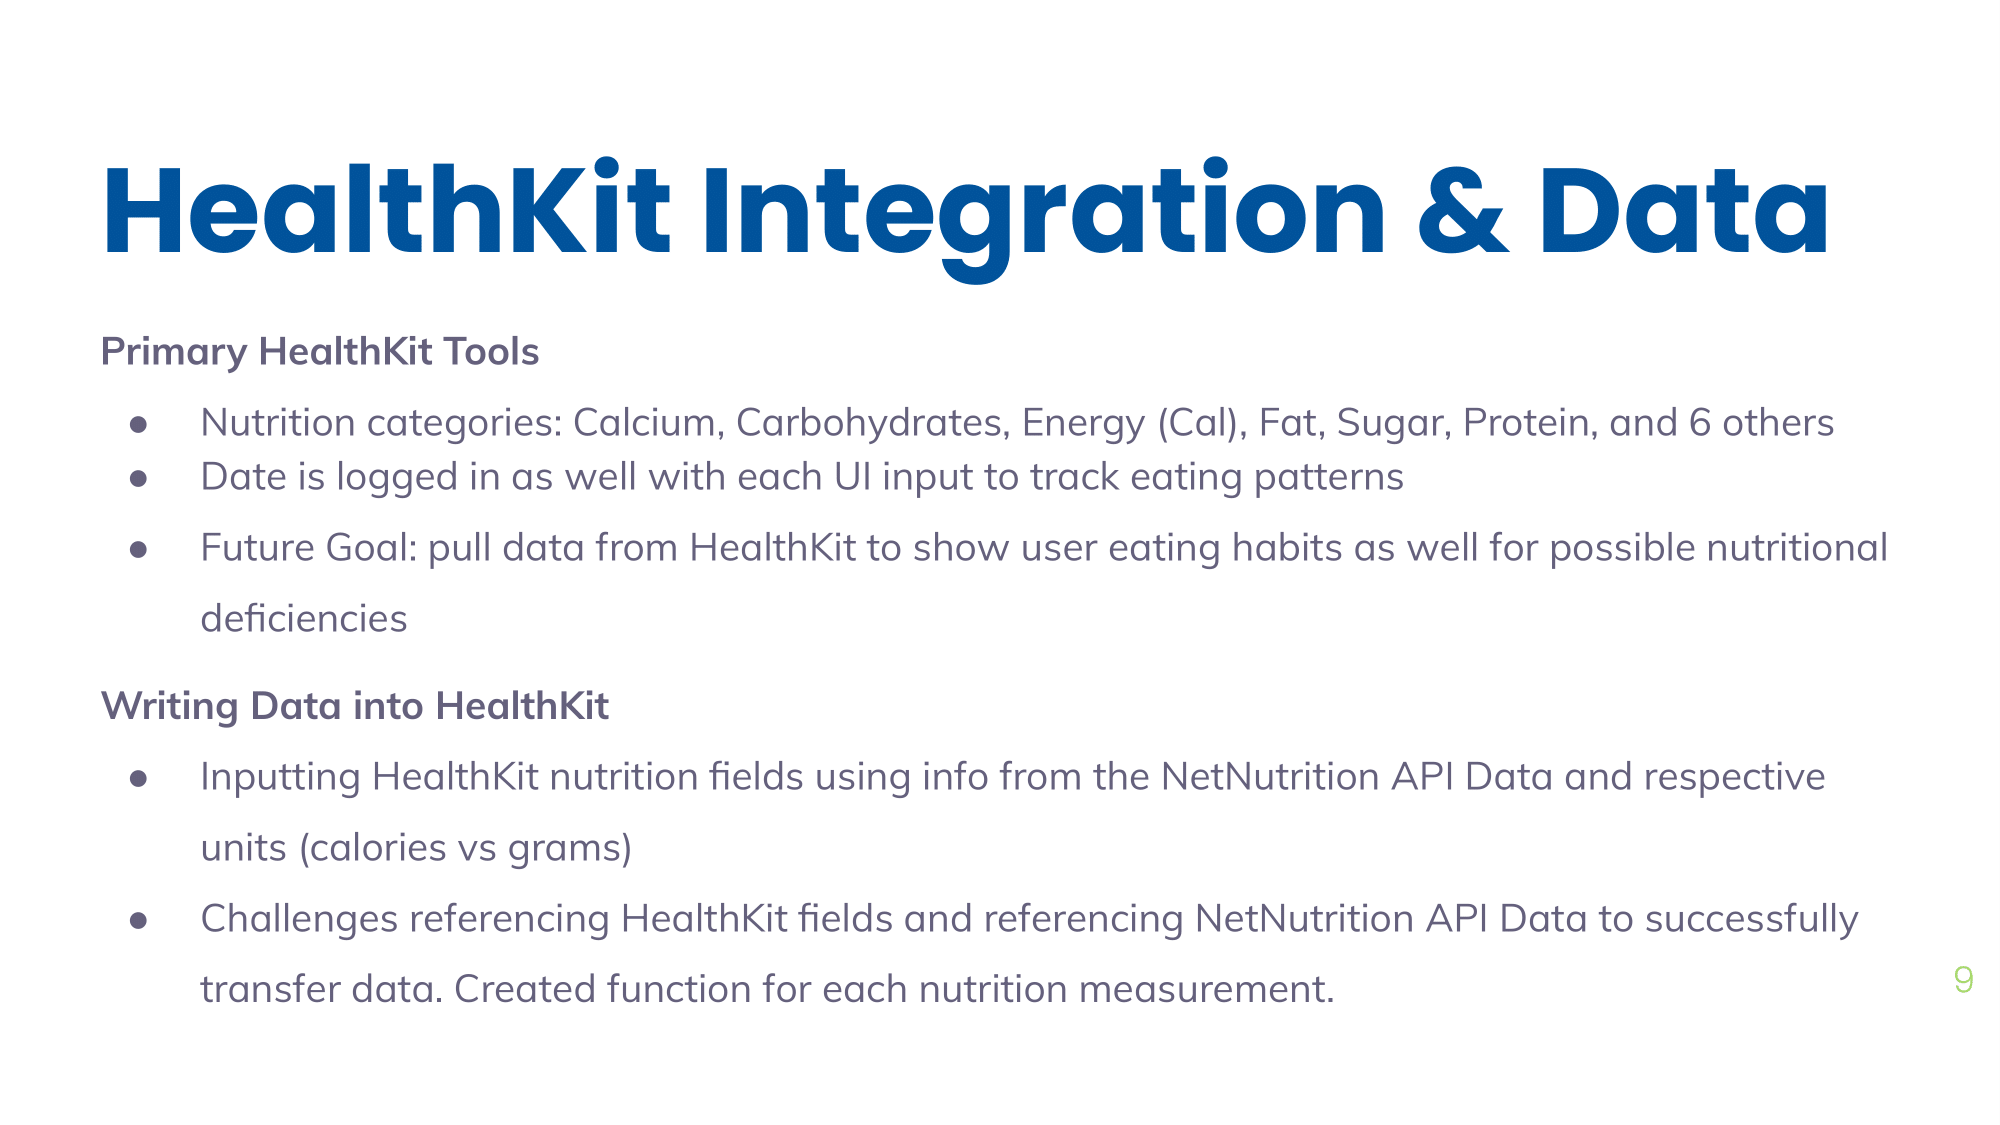 HealthKit Integration & Data
Primary HealthKit Tools
● Nutrition categories: Calcium, Carbohydrates, Energy (Cal), Fat, Sugar, Protein, and 6 others
● Date is logged in as well with each UI input to track eating patterns
● Future Goal: pull data from HealthKit to show user eating habits as well for possible nutritional
deficiencies
Writing Data into HealthKit
● Inputting HealthKit nutrition fields using info from the NetNutrition API Data and respective
units (calories vs grams)
● Challenges referencing HealthKit fields and referencing NetNutrition API Data to successfully
transfer data. Created function for each nutrition measurement.
9